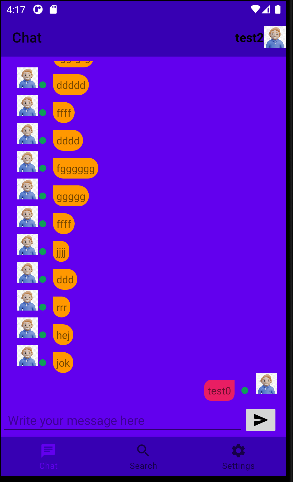 4:17
Chat
test2
ddddd
ffff
dddd
fgggggg
ggggg
ffff
jjjj
ddd
rrr
hej
jok
test0
Write your message here
Chat
Search
Settings